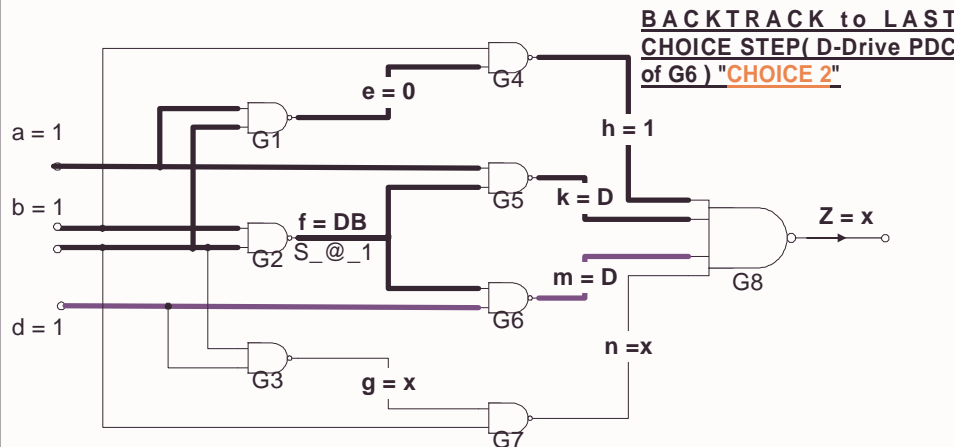 BACKTRACK to LAST
CHOICE STEP( D-Drive PDC
of G6 ) "CHOICE 2"
G4
e = 0
G1
h = 1
a = 1
G5
k = D
b = 1
f = DB
Z = x
G2
S_@_1
m = D
G8
G6
d = 1
n =x
G3
g = x
G7